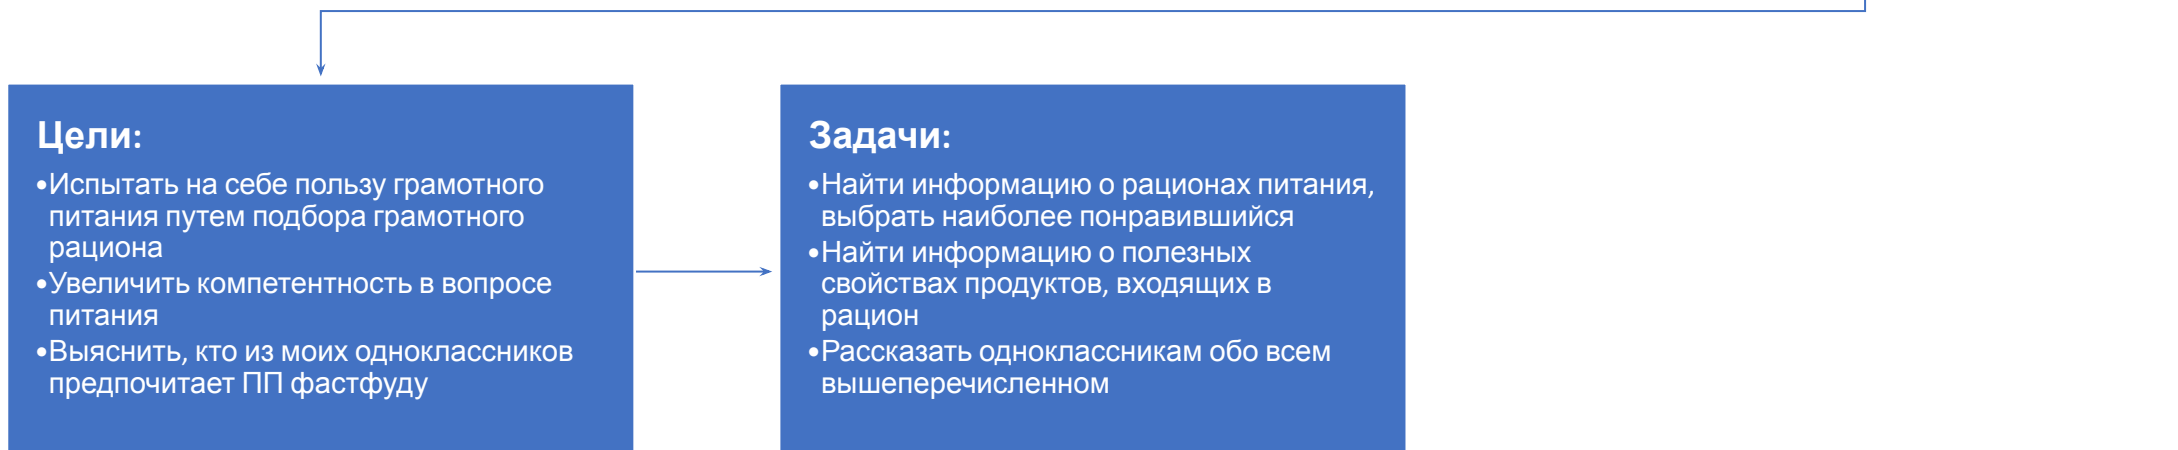 Цели:
•Испытать на себе пользу грамотного
питания путем подбора грамотного
рациона
•Увеличить компетентность в вопросе
питания
•Выяснить, кто из моих одноклассников
предпочитает ПП фастфуду
Задачи:
•Найти информацию о рационах питания,
выбрать наиболее понравившийся
•Найти информацию о полезных
свойствах продуктов, входящих в
рацион
•Рассказать одноклассникам обо всем
вышеперечисленном